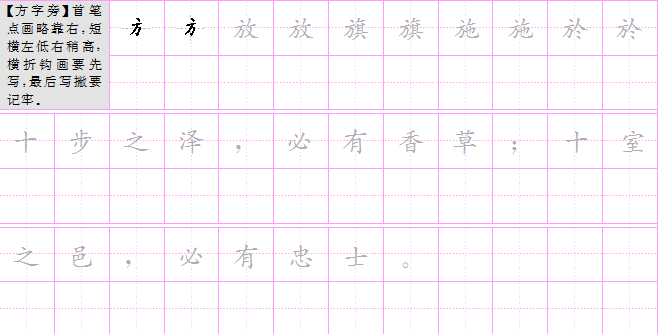 【方字旁】首笔
点画略靠右，短
横左低右稍高，
横折钩画要先
写，最后写撇要
记牢。
方方放放旗旗施施於於
十步之泽，必有香草；十室
之邑，必有忠士。